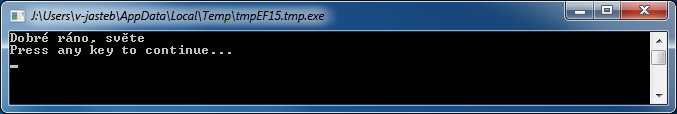 J:\Users\v-jasteb\AppData\Local\Temp\tmpEF15.tmp.exe
Dobré ráno, světe
Press any key to continue...